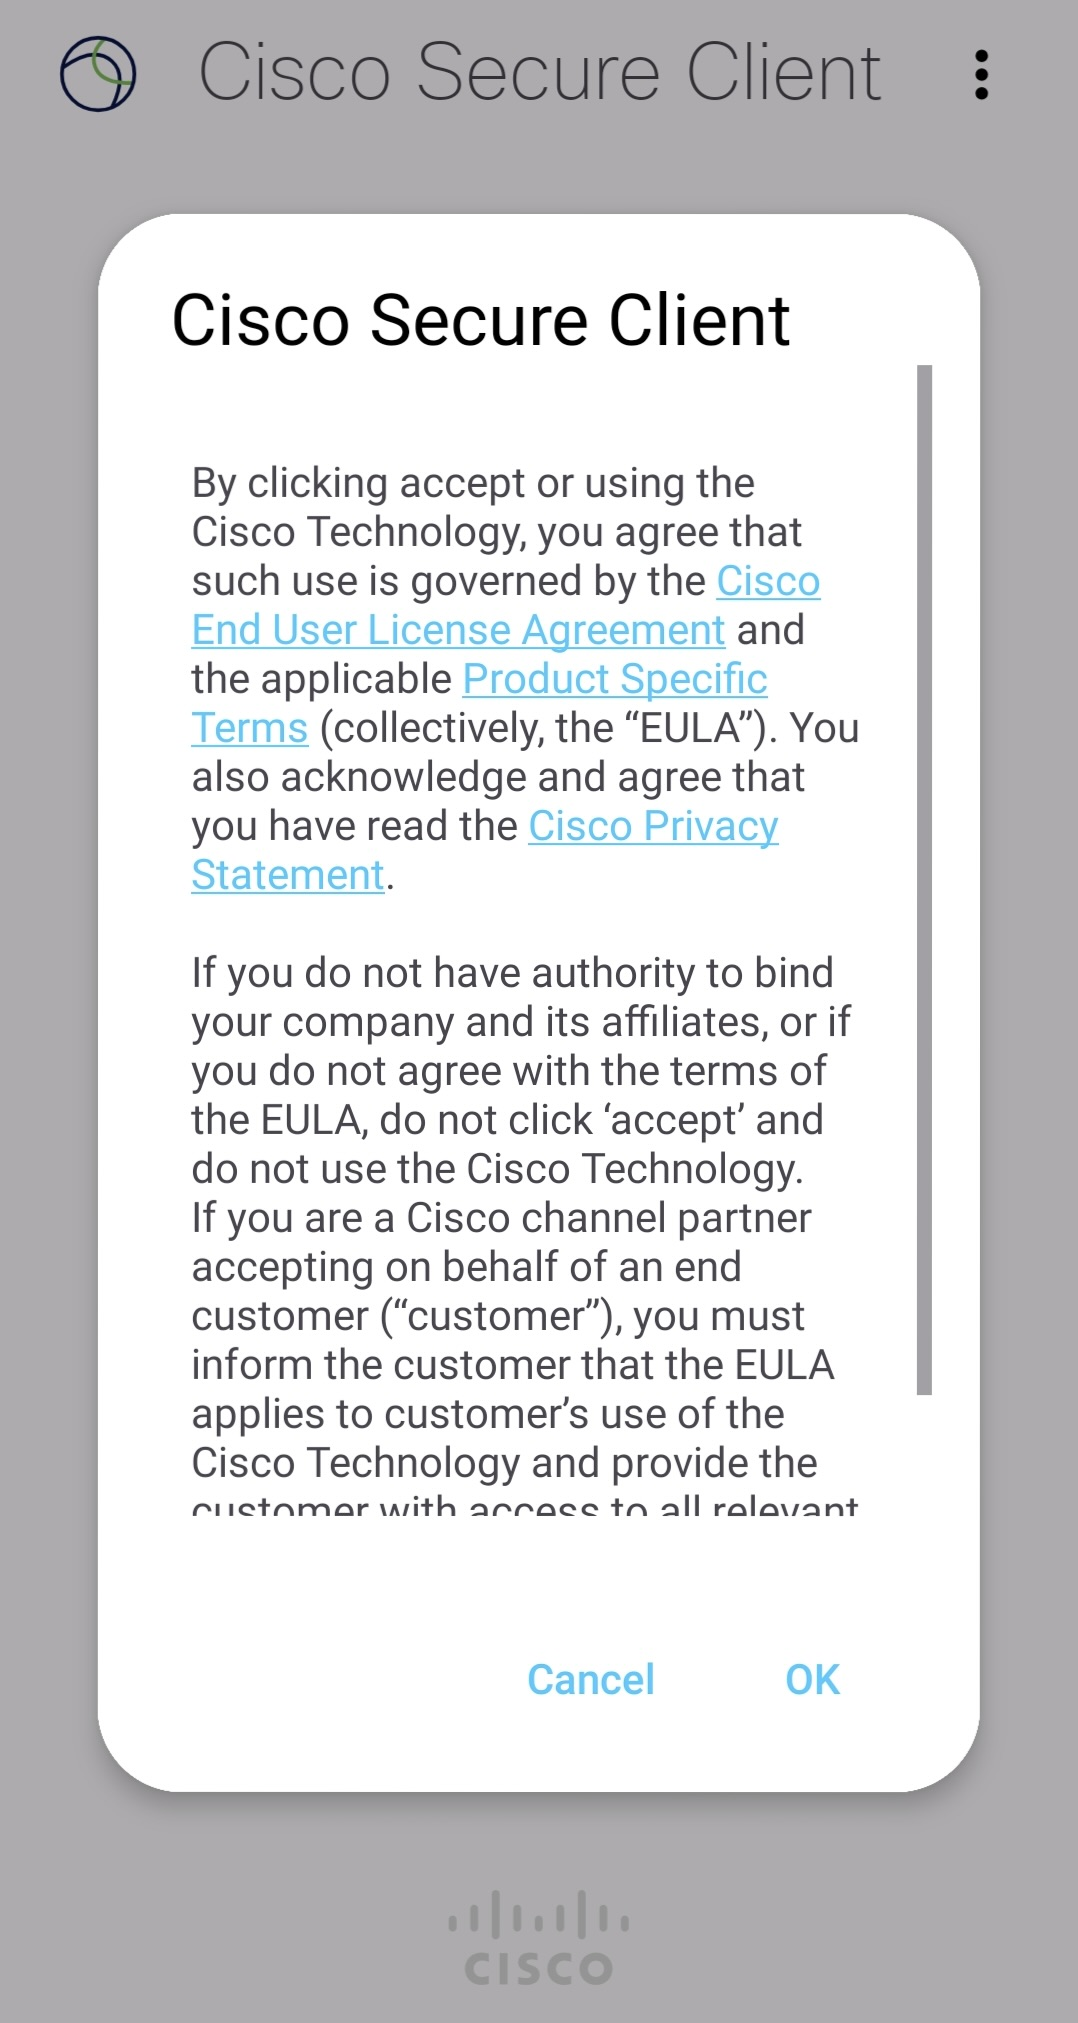 Cisco Secure Client
Cisco Secure Client
By clicking accept or using the
Cisco Technology, you agree that
such use is governed by the Cisco
End User License Agreement and
the applicable Product Specific
Terms (collectively, the “EULA”). You
also acknowledge and agree that
you have read the Cisco Privacy
Statement.
If you do not have authority to bind
your company and its affiliates, or if
you do not agree with the terms of
the EULA, do not click ‘accept’ and
do not use the Cisco Technology.
If you are a Cisco channel partner
accepting on behalf of an end
customer (“customer”), you must
inform the customer that the EULA
applies to customer’s use of the
Cisco Technology and provide the
customer with access to all relevant
Cancel OK
CISCO